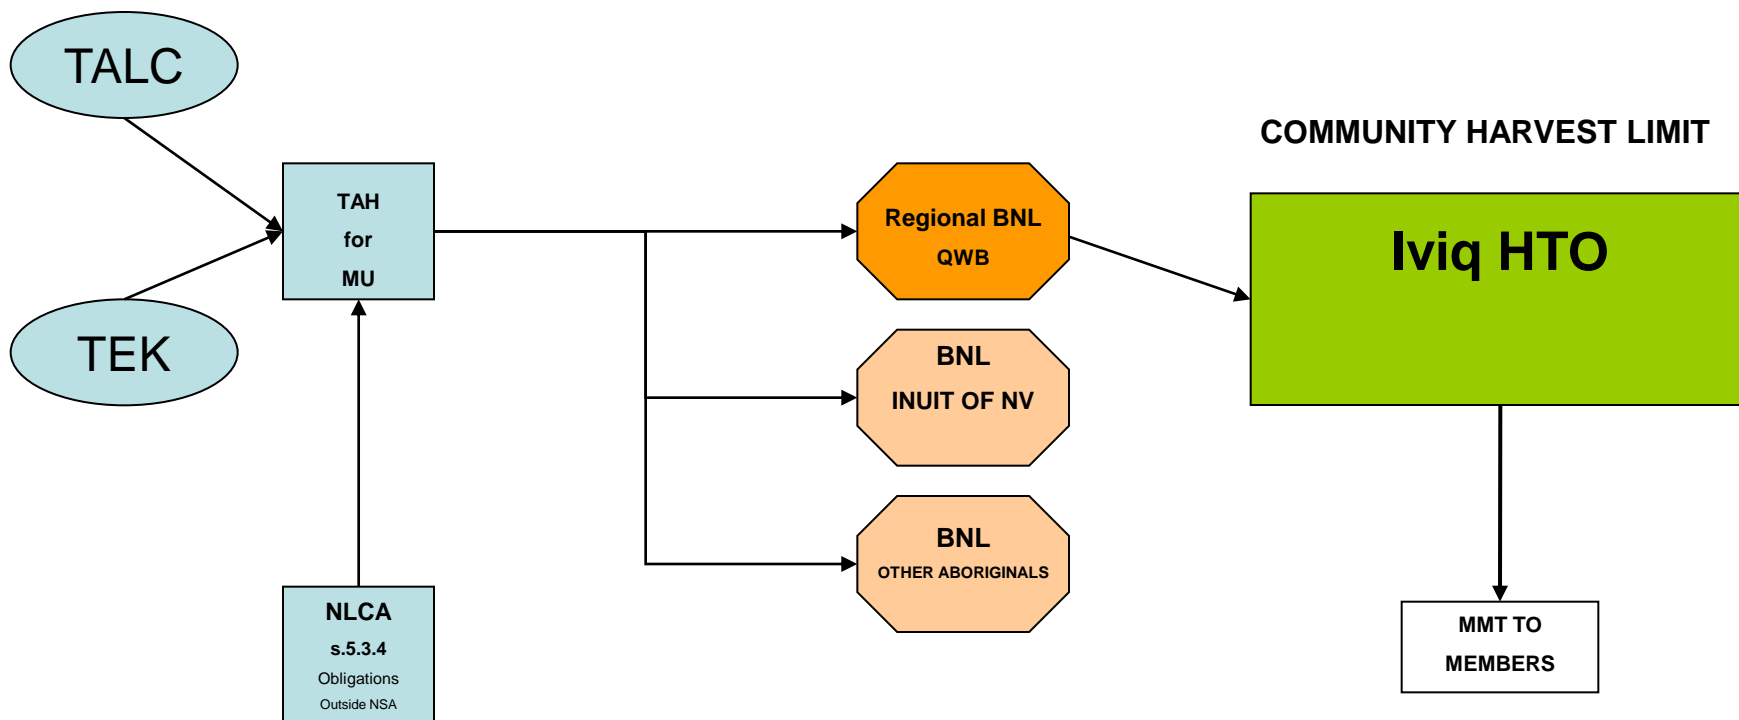 TALC
TEK
TAH
for
MU
NLCA
s.5.3.4
Obligations
Outside NSA
Regional BNL
QWB
BNL
INUIT OF NV
BNL
OTHER ABORIGINALS
COMMUNITY HARVEST LIMIT
Iviq HTO
MMT TO
MEMBERS